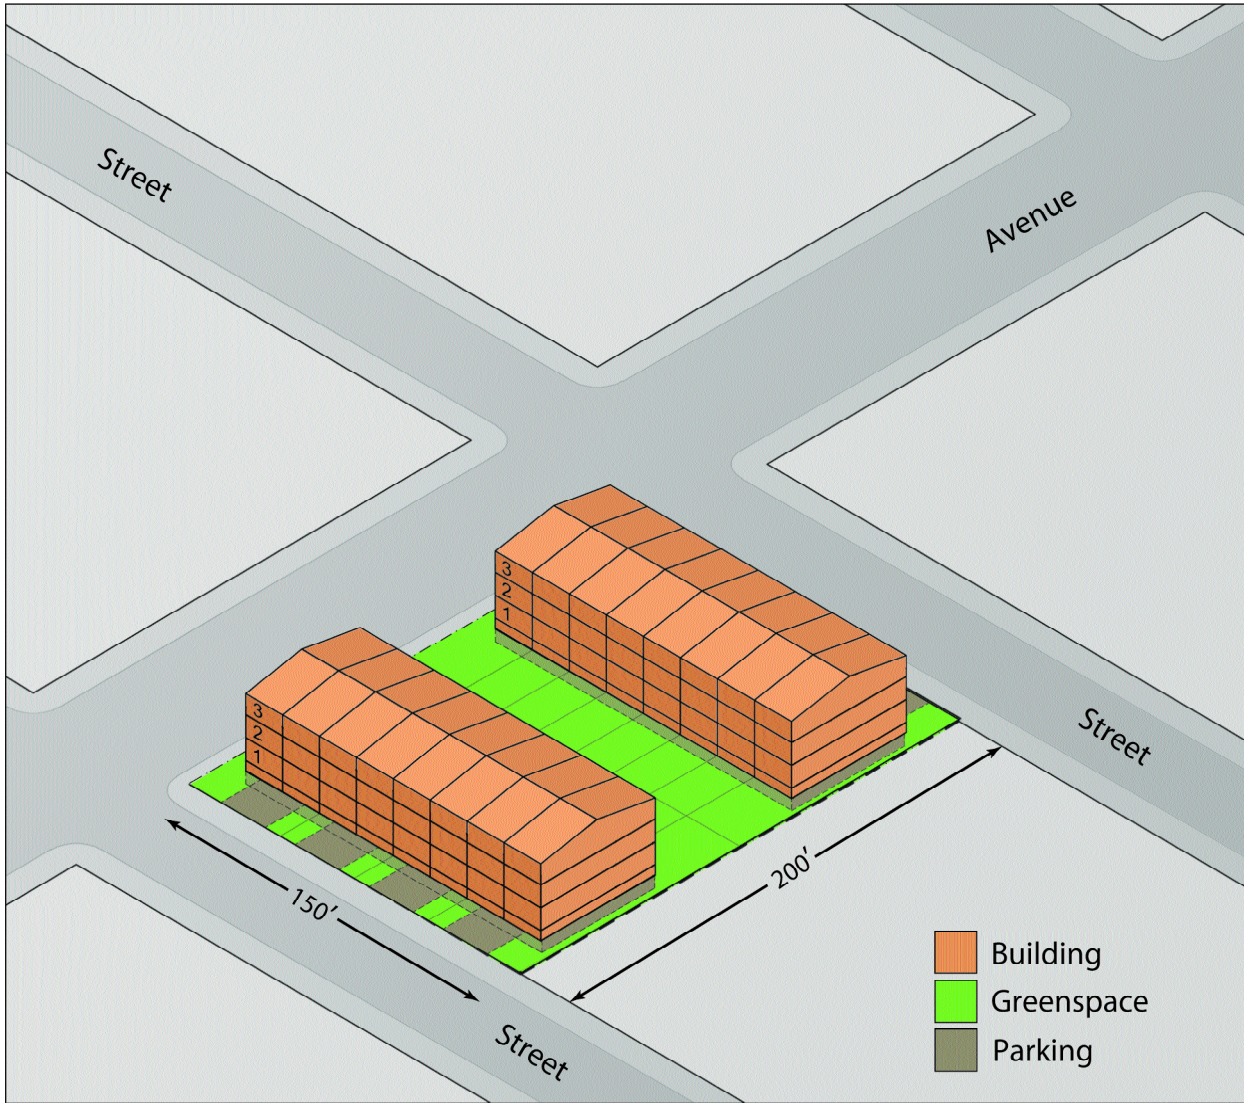 Street
Avenue
3
2
1
3
2
1
Street
200′
150′
Street
Building
Greenspace
Parking